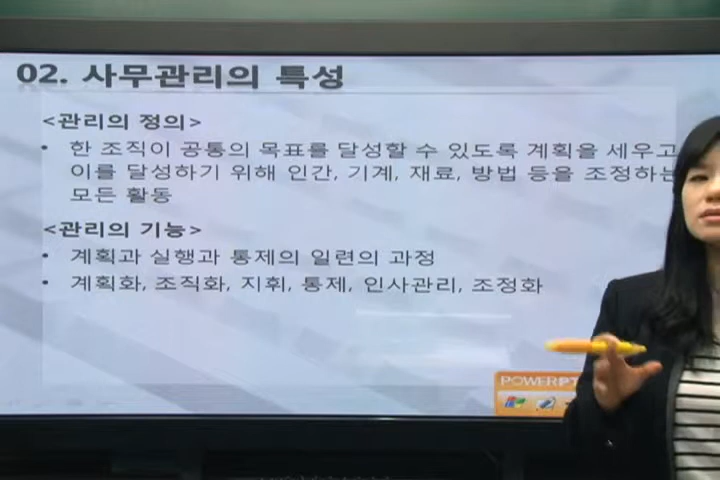 02. 사무관리의 특성
<관리의 정의>
• 한 조직이 공통의 목표를 달성할 수 있도록 계획을 세우고
이를 달성하기 위해 인간, 기계, 재료, 방법 등을 조정하는
모든 활동
<관리의 기능>
• 계획과 실행과 통제의 일련의 과정
• 계획화, 조직화, 지휘, 통제, 인사관리, 조정화